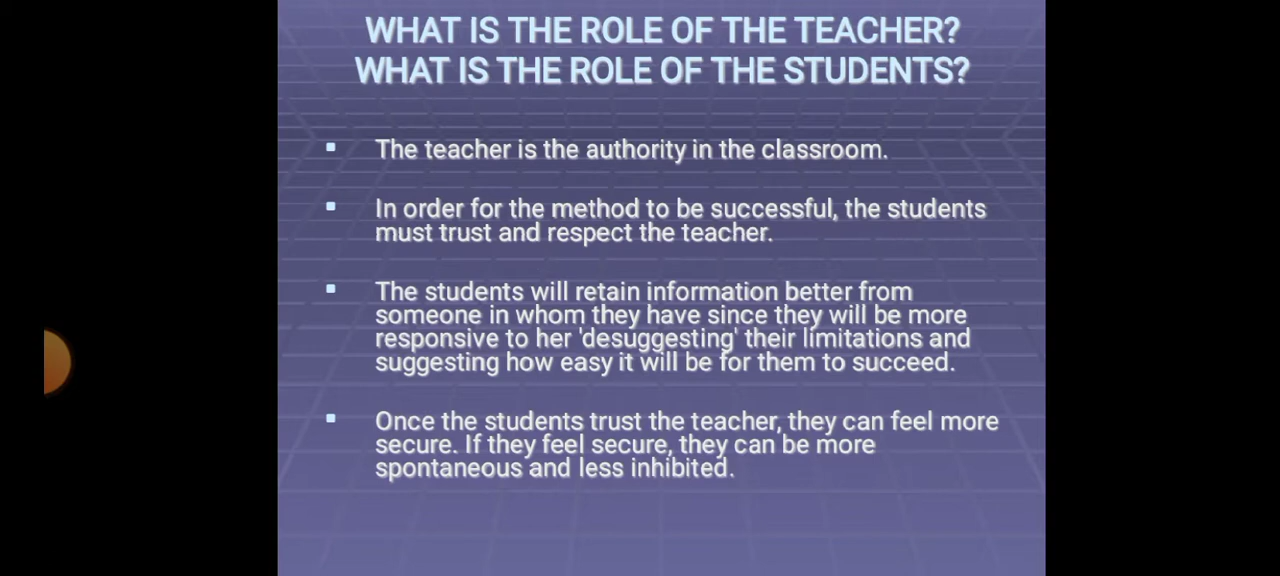 WHAT IS THE ROLE OF THE TEACHER?
WHAT IS THE ROLE OF THE STUDENTS?
The teacher is the authority in the classroom.
In order for the method to be successful, the students
must trust and respect the teacher.
The students will retain information better from
someone in whom they have since they will be more
responsive to her 'desuggesting' their limitations and
suggesting how easy it will be for them to succeed.
Once the students trust the teacher, they can feel more
secure. If they feel secure, they can be more
spontaneous and less inhibited.